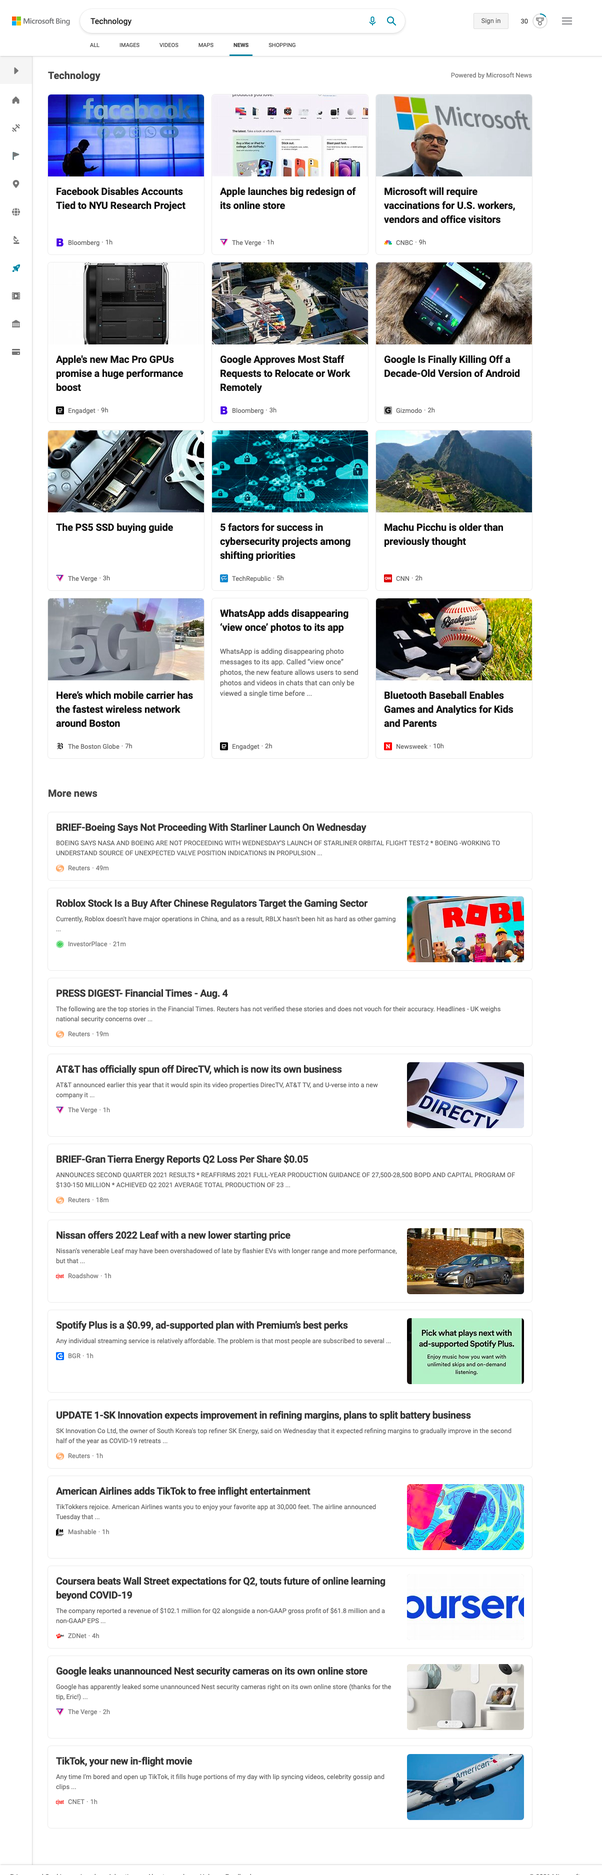 Microsoft Bing
Technology
Sign in
30
ALL IMAGES VIDEOS MAPS NEWS SHOPPING
Technology
Powered by Microsoft News
facebook
Microsoft
Facebook Disables Accounts
Tied to NYU Research Project
Bloomberg · 1h
Apple launches big redesign of
its online store
The Verge · 1h
Microsoft will require
vaccinations for U.S. workers,
vendors and office visitors
CNBC · 9h
Apple's new Mac Pro GPUs
promise a huge performance
boost
Engadget · 9h
Google Approves Most Staff
Requests to Relocate or Work
Remotely
Bloomberg · 3h
Google Is Finally Killing Off a
Decade-Old Version of Android
Gizmodo · 2h
The PS5 SSD buying guide
The Verge · 3h
5 factors for success in
cybersecurity projects among
shifting priorities
TechRepublic · 5h
Machu Picchu is older than
previously thought
CNN · 2h
5G
Here's which mobile carrier has
the fastest wireless network
around Boston
The Boston Globe · 7h
WhatsApp adds disappearing
'view once' photos to its app
WhatsApp is adding disappearing photo
messages to its app. Called “view once”
photos, the new feature allows users to send
photos and videos in chats that can only be
viewed a single time before ...
Engadget · 2h
Backyard
Bluetooth Baseball Enables
Games and Analytics for Kids
and Parents
Newsweek · 10h
More news
BRIEF-Boeing Says Not Proceeding With Starliner Launch On Wednesday
BOEING SAYS NASA AND BOEING ARE NOT PROCEEDING WITH WEDNESDAY'S LAUNCH OF STARLINER ORBITAL FLIGHT TEST-2 * BOEING -WORKING TO
UNDERSTAND SOURCE OF UNEXPECTED VALVE POSITION INDICATIONS IN PROPULSION ...
Reuters · 49m
Roblox Stock Is a Buy After Chinese Regulators Target the Gaming Sector
Currently, Roblox doesn't have major operations in China, and as a result, RBLX hasn't been hit as hard as other gaming
...
InvestorPlace · 21m
ROBL
PRESS DIGEST- Financial Times - Aug. 4
The following are the top stories in the Financial Times. Reuters has not verified these stories and does not vouch for their accuracy. Headlines - UK weighs
national security concerns over ...
Reuters · 19m
AT&T has officially spun off DirecTV, which is now its own business
AT&T announced earlier this year that it would spin its video properties DirecTV, AT&T TV, and U-verse into a new
company it ...
The Verge · 1h
DIRECTV
BRIEF-Gran Tierra Energy Reports Q2 Loss Per Share $0.05
ANNOUNCES SECOND QUARTER 2021 RESULTS * REAFFIRMS 2021 FULL-YEAR PRODUCTION GUIDANCE OF 27,500-28,500 BOPD AND CAPITAL PROGRAM OF
$130-150 MILLION * ACHIEVED Q2 2021 AVERAGE TOTAL PRODUCTION OF 23 ...
Reuters · 18m
Nissan offers 2022 Leaf with a new lower starting price
Nissan's venerable Leaf may have been overshadowed of late by flashier EVs with longer range and more performance,
but that ...
Roadshow · 1h
Spotify Plus is a $0.99, ad-supported plan with Premium's best perks
Any individual streaming service is relatively affordable. The problem is that most people are subscribed to several ...
BGR · 1h
Pick what plays next with
ad-supported Spotify Plus.
Enjoy music how you want with
unlimited skips and on-demand
listening.
UPDATE 1-SK Innovation expects improvement in refining margins, plans to split battery business
SK Innovation Co Ltd, the owner of South Korea's top refiner SK Energy, said on Wednesday that it expected refining margins to gradually improve in the second
half of the year as COVID-19 retreats ...
Reuters · 1h
American Airlines adds TikTok to free inflight entertainment
TikTokkers rejoice. American Airlines wants you to enjoy your favorite app at 30,000 feet. The airline announced
Tuesday that ...
Mashable · 1h
Coursera beats Wall Street expectations for Q2, touts future of online learning
beyond COVID-19
The company reported a revenue of $102.1 million for Q2 alongside a non-GAAP gross profit of $61.8 million and a
non-GAAP EPS ...
ZDNet · 4h
oursera
Google leaks unannounced Nest security cameras on its own online store
Google has apparently leaked some unannounced Nest security cameras right on its own online store (thanks for the
tip, Eric!) ...
The Verge · 2h
TikTok, your new in-flight movie
Any time I'm bored and open up TikTok, it fills huge portions of my day with lip syncing videos, celebrity gossip and
clips ...
CNET · 1h
American